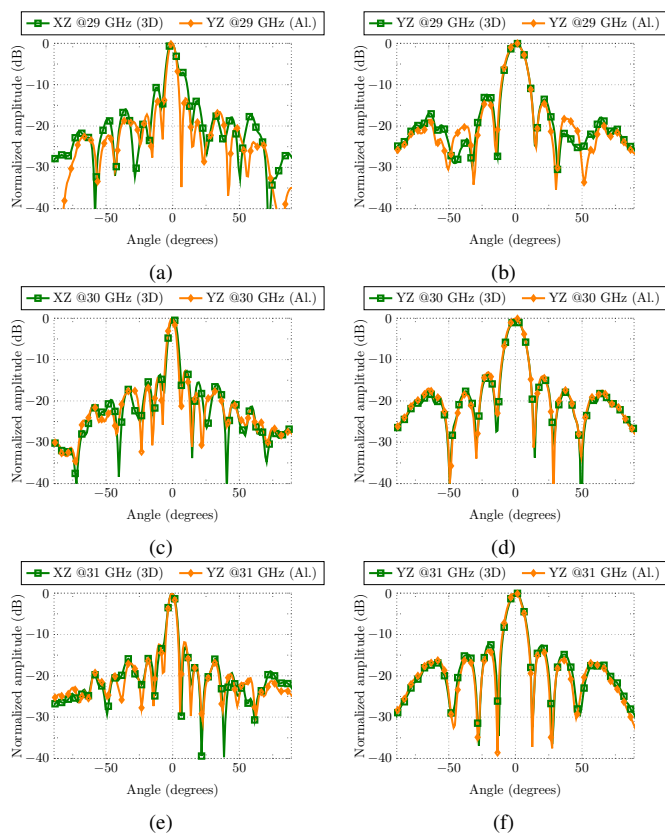 XZ @29 GHz (3D) YZ @29 GHz (Al.)
Normalized amplitude (dB)
0
−10
−20
−30
−40
−50 0 50
Angle (degrees)
(a)
YZ @29 GHz (3D) YZ @29 GHz (Al.)
Normalized amplitude (dB)
0
−10
−20
−30
−40
−50 0 50
Angle (degrees)
(b)
XZ @30 GHz (3D) YZ @30 GHz (Al.)
Normalized amplitude (dB)
0
−10
−20
−30
−40
−50 0 50
Angle (degrees)
(c)
YZ @30 GHz (3D) YZ @30 GHz (Al.)
Normalized amplitude (dB)
0
−10
−20
−30
−40
−50 0 50
Angle (degrees)
(d)
XZ @31 GHz (3D) YZ @31 GHz (Al.)
Normalized amplitude (dB)
0
−10
−20
−30
−40
−50 0 50
Angle (degrees)
(e)
YZ @31 GHz (3D) YZ @31 GHz (Al.)
Normalized amplitude (dB)
0
−10
−20
−30
−40
−50 0 50
Angle (degrees)
(f)